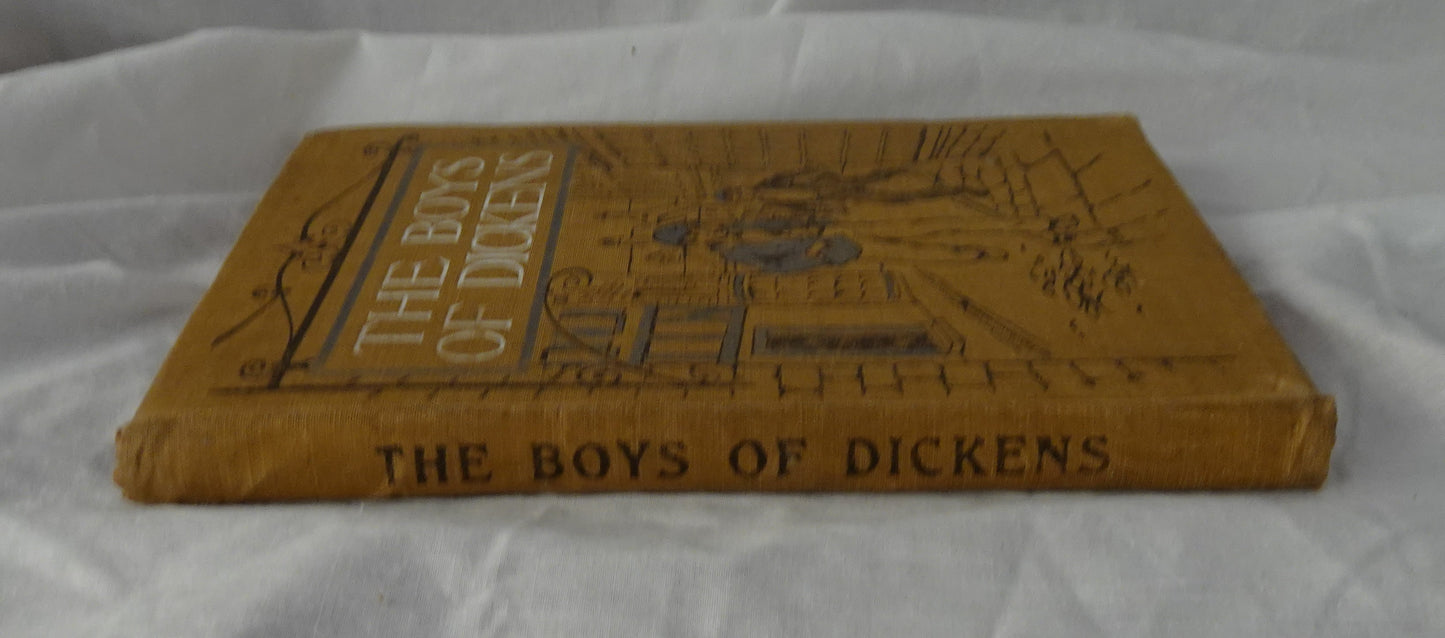 THE BOYS
OF DICKENS
THE BOYS OF DICKENS